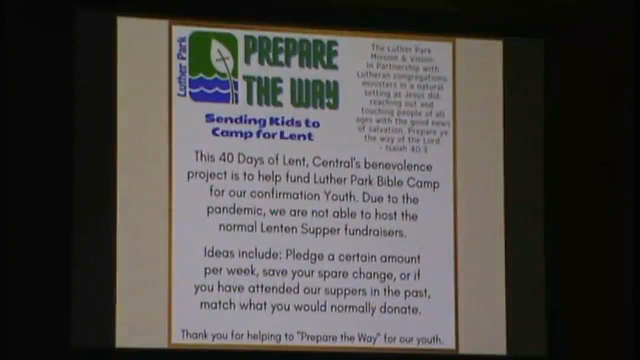 Luther Park
PREPARE
THE WAY
Sending Kids to
Camp for Lent
The Luther Park
Mission & Vision:
In Partnership with
Lutheran congregations,
ministers in a natural
setting as Jesus did,
reaching out and
touching people of all
ages with the good news
of salvation. Prepare ye
the way of the Lord.
- Isaiah 40:3
This 40 Days of Lent, Central's benevolence
project is to help fund Luther Park Bible Camp
for our confirmation Youth. Due to the
pandemic, we are not able to host the
normal Lenten Supper fundraisers.
Ideas include: Pledge a certain amount
per week, save your spare change, or if
you have attended our suppers in the past,
match what you would normally donate.
Thank you for helping to "Prepare the Way" for our youth.